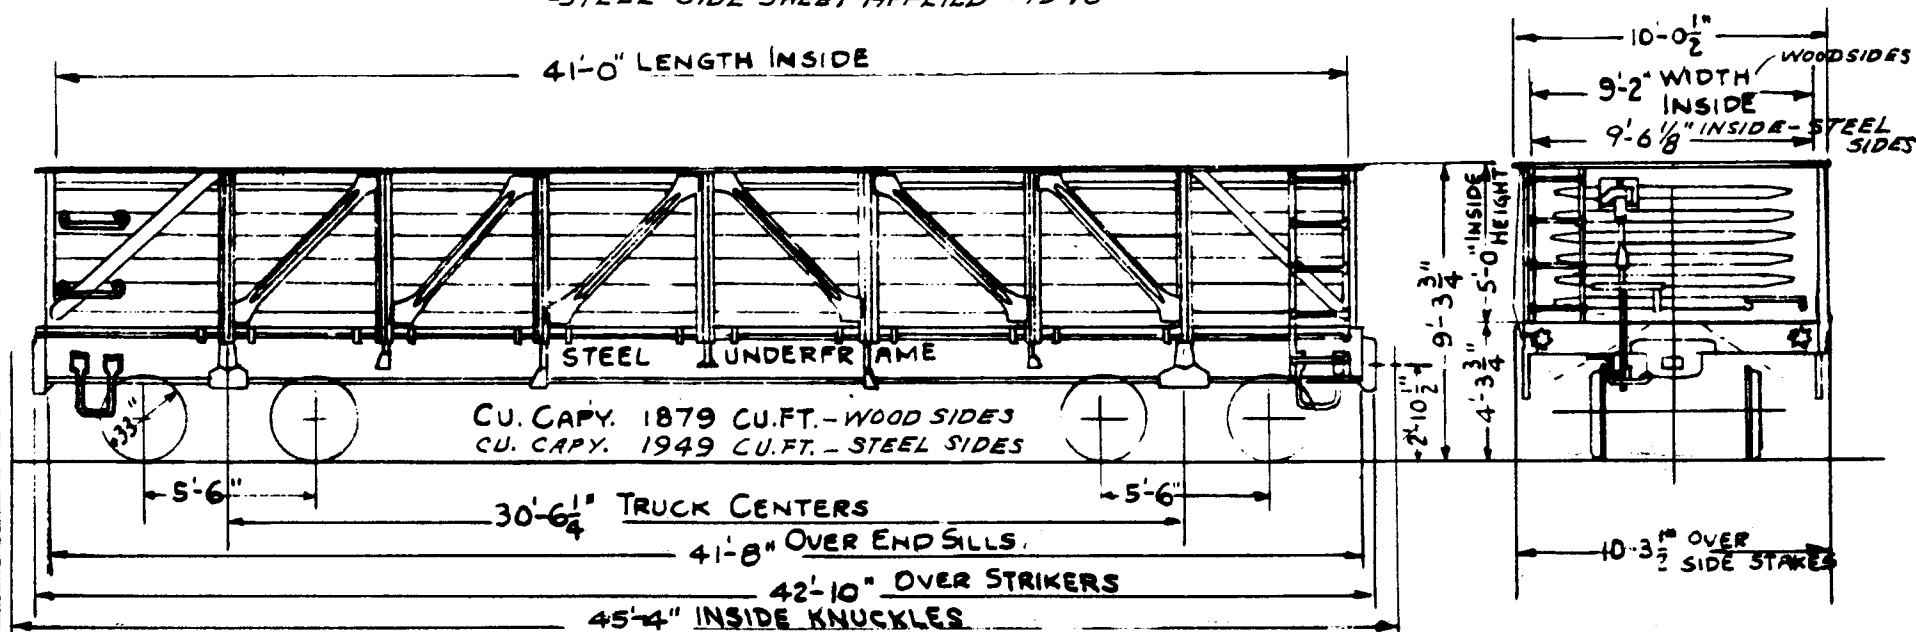 STEEL SIDE SHEET APPLIED
41'-0" LENGTH INSIDE
10-0 1/2"
WOODSIDES
9'-2" WIDTH
INSIDE
9'-6 1/8" INSIDE-STEEL
SIDES
5'-0" INSIDE
HEIGHT
9'-3 3/4"
4'-3 3/4"
2'-10 1/2"
STEEL UNDERFRAME
33"
CU. CAPY. 1879 CU.FT.-WOOD SIDES
CU. CAPY. 1949 CU.FT.-STEEL SIDES
5'-6"
5'-6"
30'-6 1/4" TRUCK CENTERS
41'-8" OVER END SILLS.
10-3 1/2" OVER
SIDE STAKES
42'-10" OVER STRIKERS
45'-4" INSIDE KNUCKLES